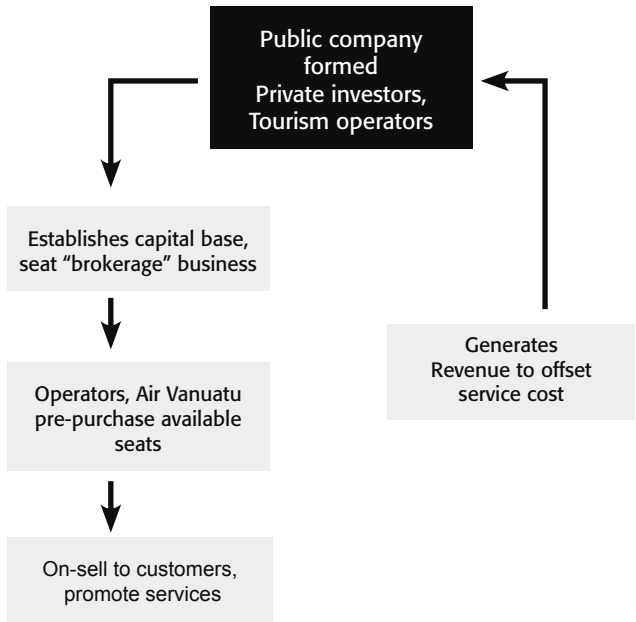 Public company
formed
Private investors,
Tourism operators
Establishes capital base,
seat “brokerage” business
Operators, Air Vanuatu
pre-purchase available
seats
On-sell to customers,
promote services
Generates
Revenue to offset
service cost